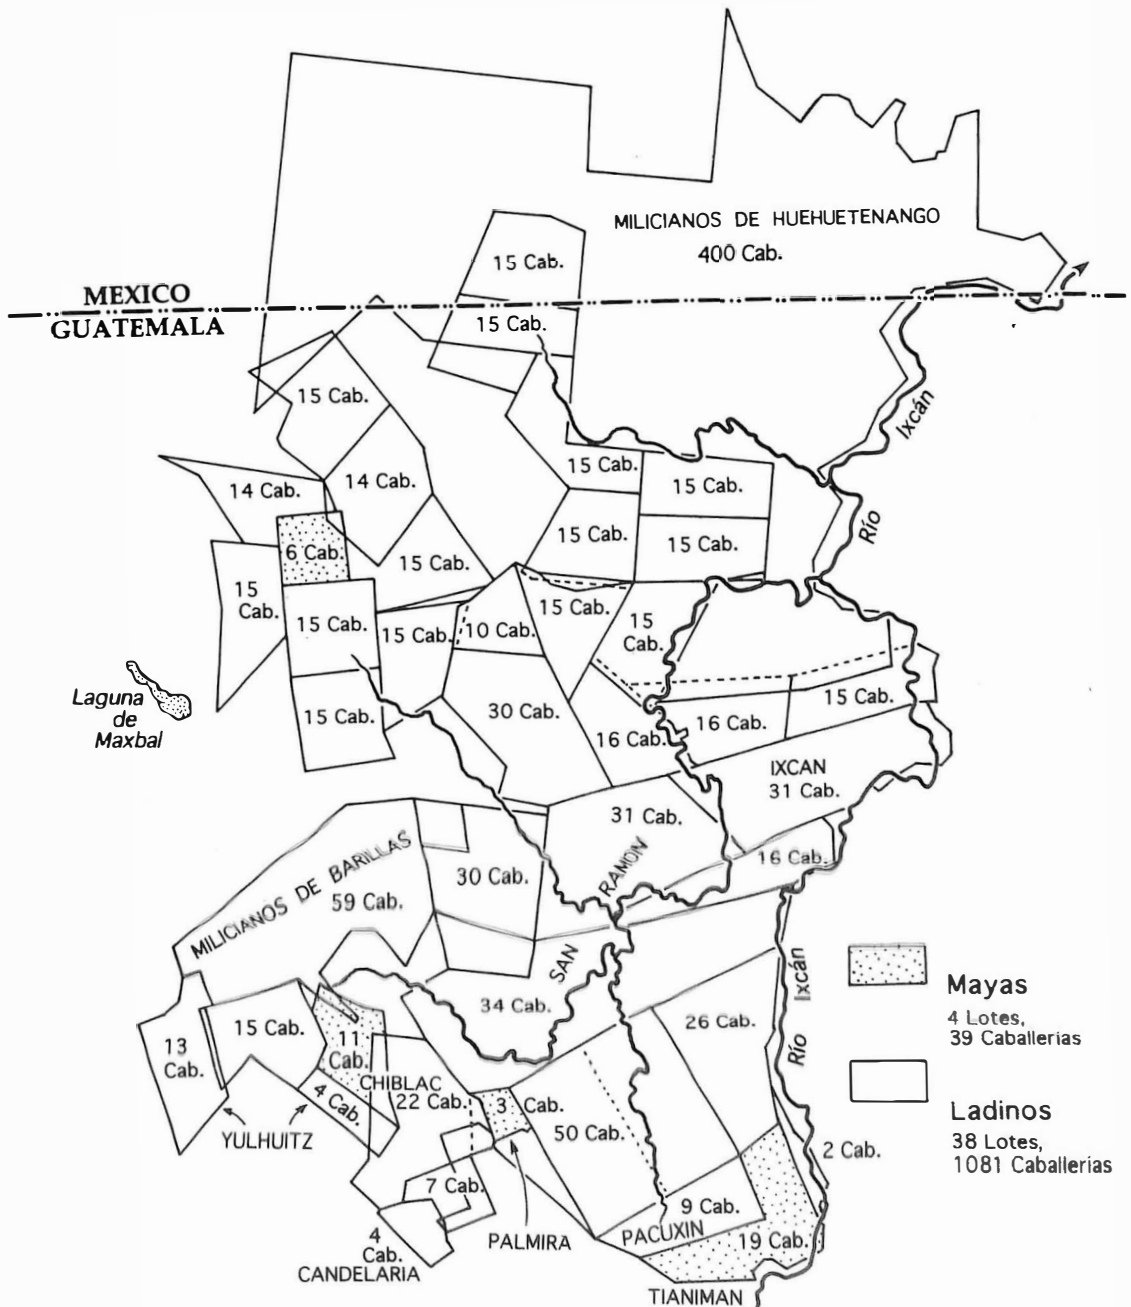 MILICIANOS DE HUEHUETENANGO
400 Cab.
15 Cab.
MEXICO
GUATEMALA
15 Cab.
15 Cab.
Ixcán
15 Cab.
14 Cab.
14 Cab.
15 Cab.
Río
6 Cab.
15 Cab.
15 Cab.
15 Cab.
15
Cab.
15 Cab.
15 Cab.
10 Cab.
15 Cab.
15
Cab.
Laguna
de
Maxbal
15 Cab.
30 Cab.
16 Cab.
16 Cab.
15 Cab.
IXCAN
31 Cab.
31 Cab.
16 Cab.
MILICIANOS DE BARILLAS
59 Cab.
30 Cab.
SAN RAMON
34 Cab.
Río Ixcán
26 Cab.
Mayas
4 Lotes,
39 Caballerías
13
Cab.
15 Cab.
11
Cab.
CHIBLAC
22 Cab.
4 Cab.
3 Cab.
50 Cab.
YULHUITZ
Ladinos
38 Lotes,
1081 Caballerías
2 Cab.
7 Cab.
PALMIRA
9 Cab.
PACUXIN
19 Cab.
4
Cab.
CANDELARIA
TIANIMAN